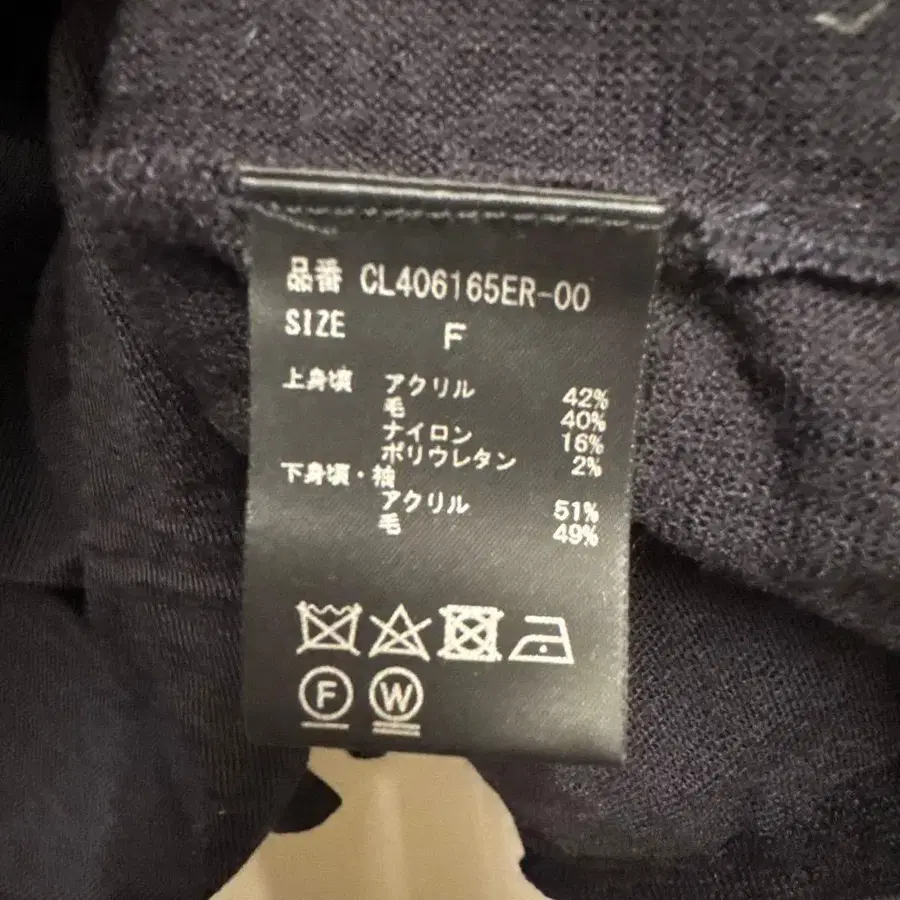 品番 CL406165ER-00
SIZE F
上身頃 アクリル 42%
毛 40%
ナイロン 16%
ポリウレタン 2%
下身頃・袖
アクリル 51%
毛 49%
F W